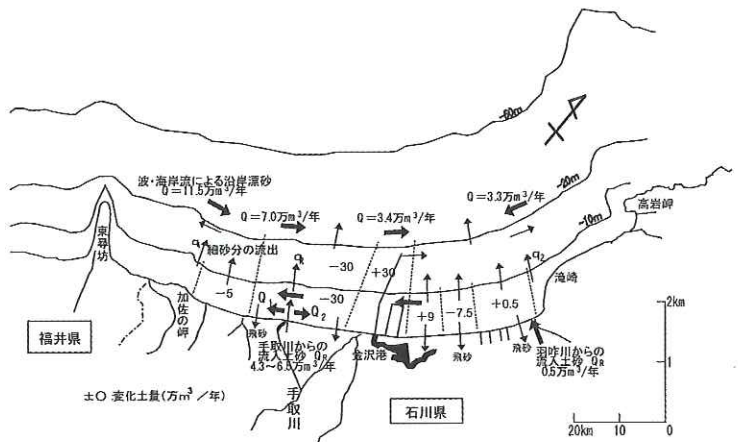 -60m
-20m
-10m
波・海岸流による沿岸漂砂
Q=11.5万m³/年
Q=7.0万m³/年
Q=3.4万m³/年
Q=3.3万m³/年
高岩岬
滝崎
東尋坊
細砂分の流出
q₂
-30
+30
-5
-30
Q₁
Q₂
+9
-7.5
+0.5
加佐の岬
飛砂
飛砂
飛砂
手取川からの
流入土砂 QR
4.3~6.5万m³/年
金沢港
羽咋川からの
流入土砂 QR
0.5万m³/年
福井県
石川県
手取川
±○ 変化土量(万m³/年)
2km
1
20km 10 0